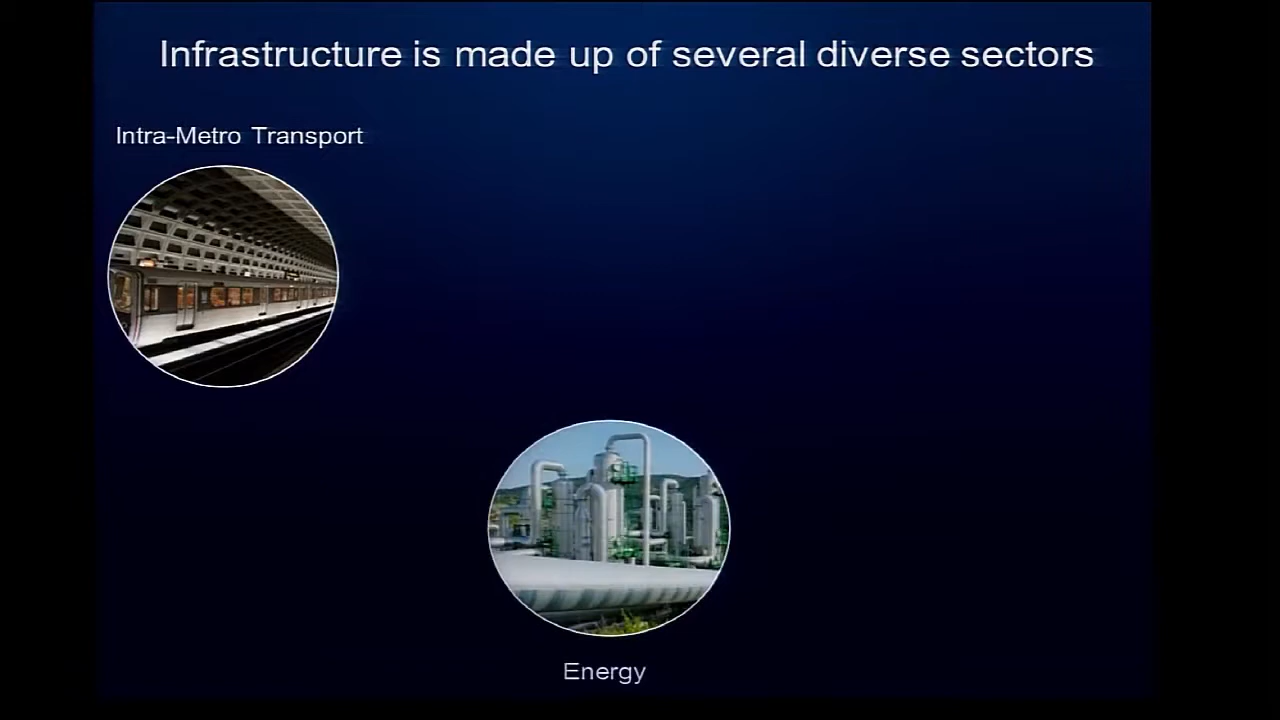 Infrastructure is made up of several diverse sectors
Intra-Metro Transport
Energy